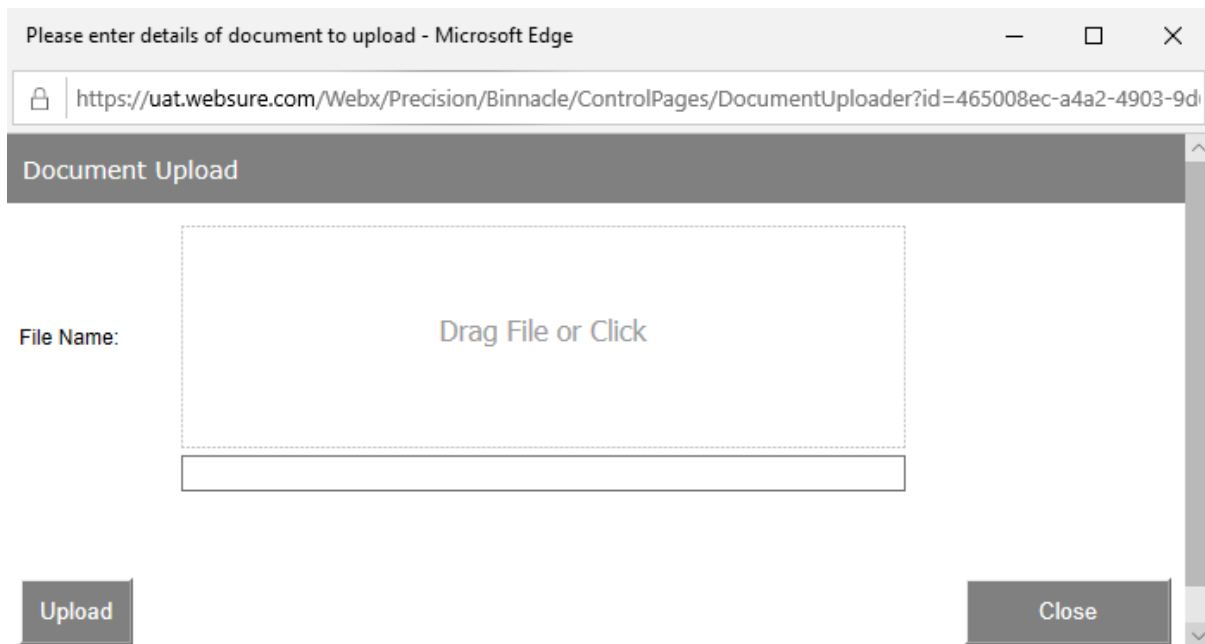 Please enter details of document to upload - Microsoft Edge
https://uat.websure.com/Webx/Precision/Binnacle/ControlPages/DocumentUploader?id=465008ec-a4a2-4903-9d
Document Upload
Drag File or Click
File Name:
Upload
Close